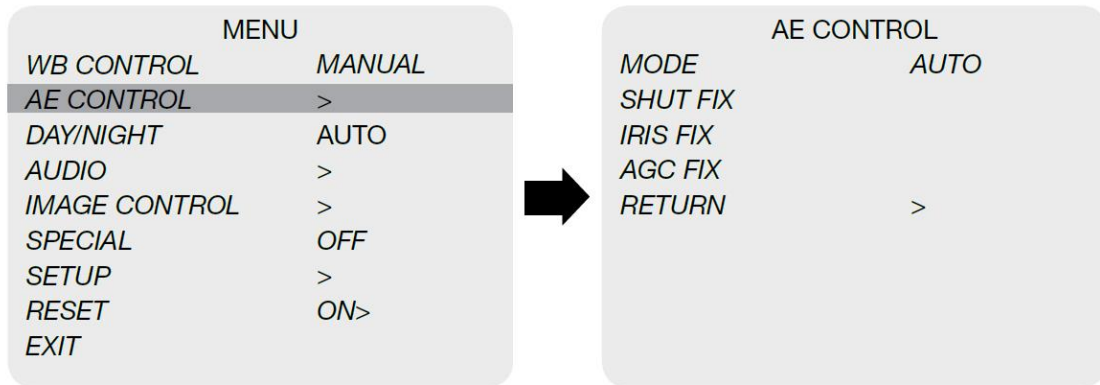 MENU
WB CONTROL MANUAL
AE CONTROL >
DAY/NIGHT AUTO
AUDIO >
IMAGE CONTROL >
SPECIAL OFF
SETUP >
RESET ON>
EXIT
AE CONTROL
MODE AUTO
SHUT FIX
IRIS FIX
AGC FIX
RETURN >